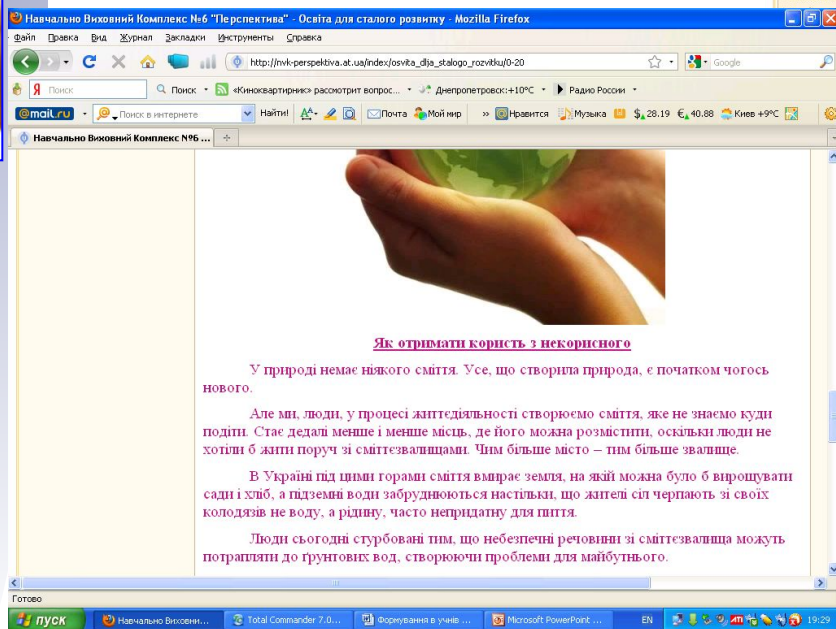 Навчально Виховний Комплекс №6 "Перспектива" - Освіта для сталого розвитку - Mozilla Firefox
Файл Правка Вид Журнал Закладки Инструменты Справка
http://nvk-perspektiva.at.ua/index/osvita_dlja_stalogo_rozvitku/0-20 Google
Я Поиск Поиск «Киноквартирник» рассмотрит вопрос... Днепропетровск:+10°C Радио России
@mail.ru Поиск в интернете Найти! Почта Мой мир » Нравится Музыка $ 28.19 € 40.88 Киев +9°C
Навчально Виховний Комплекс №6 ...
Як отримати користь з некорисного
У природі немає ніякого сміття. Усе, що створила природа, є початком чогось
нового.
Але ми, люди, у процесі життєдіяльності створюємо сміття, яке не знаємо куди
подіти. Стає дедалі менше і менше місць, де його можна розмістити, оскільки люди не
хотіли б жити поруч зі сміттєзвалищами. Чим більше місто – тим більше звалище.
В Україні під цими горами сміття вмирає земля, на якій можна було б вирощувати
сади і хліб, а підземні води забруднюються настільки, що жителі сіл черпають зі своїх
колодязів не воду, а рідину, часто непридатну для пиття.
Люди сьогодні стурбовані тим, що небезпечні речовини зі сміттєзвалища можуть
потрапляти до ґрунтових вод, створюючи проблеми для майбутнього.
Готово
пуск Навчально Виховни... Total Commander 7.0... Формування в учнів ... Microsoft PowerPoint ... EN 19:29